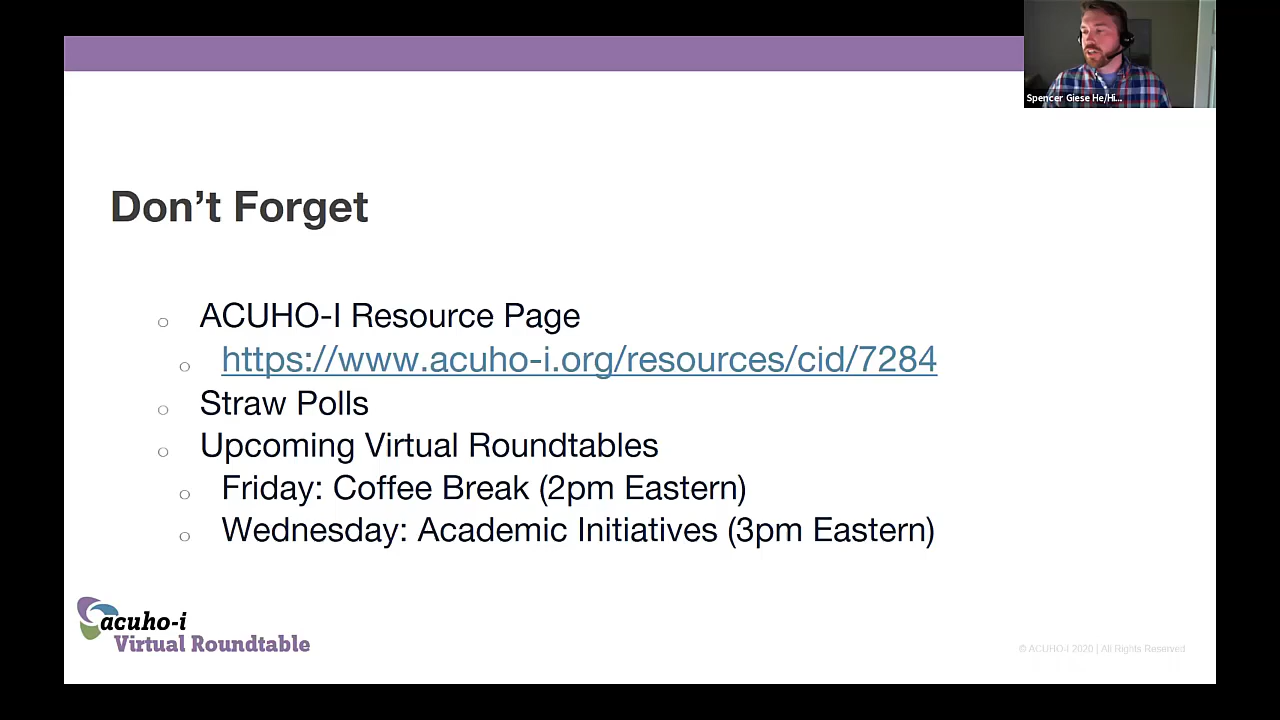 Spencer Giese He/Hi...
Don’t Forget
ACUHO-I Resource Page
https://www.acuho-i.org/resources/cid/7284
Straw Polls
Upcoming Virtual Roundtables
Friday: Coffee Break (2pm Eastern)
Wednesday: Academic Initiatives (3pm Eastern)
acuho-i
Virtual Roundtable
© ACUHO-I 2020 | All Rights Reserved